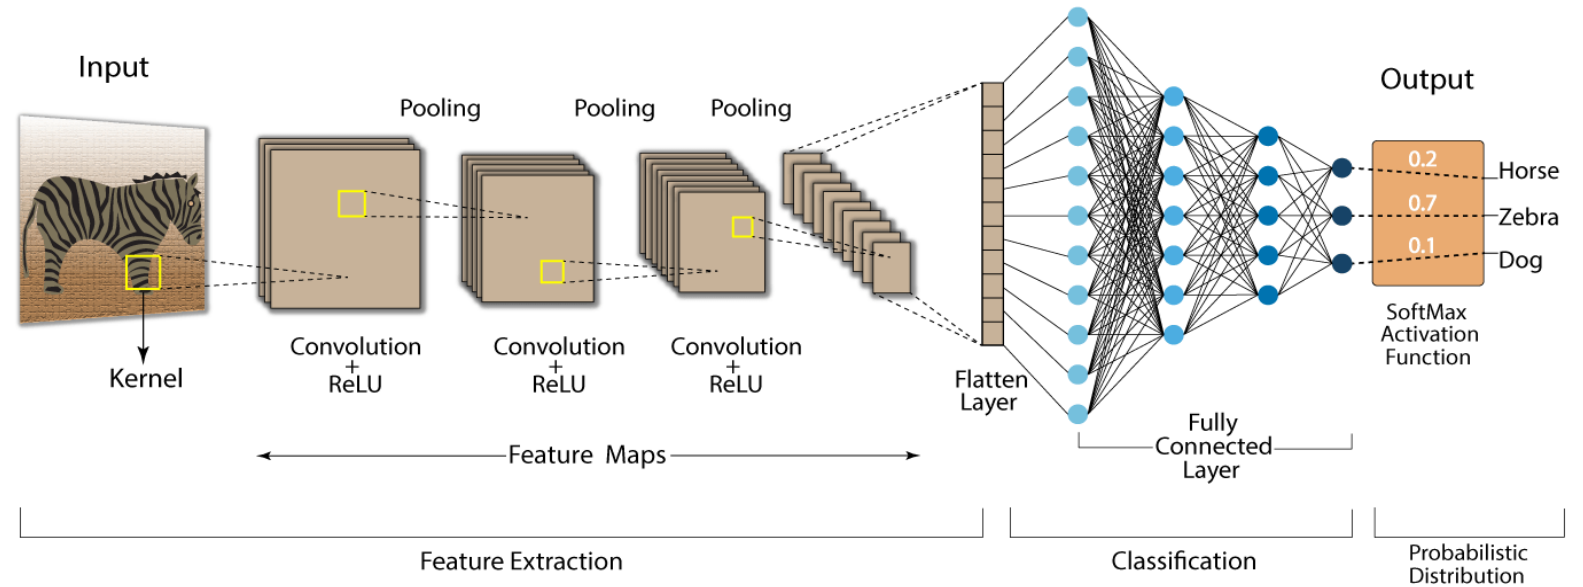 Input
Pooling
Pooling
Pooling
Output
0.2
Horse
0.7
Zebra
0.1
Dog
Kernel
Convolution
+
ReLU
Convolution
+
ReLU
Convolution
+
ReLU
Flatten
Layer
SoftMax
Activation
Function
Feature Maps
Fully
Connected
Layer
Feature Extraction
Classification
Probabilistic
Distribution